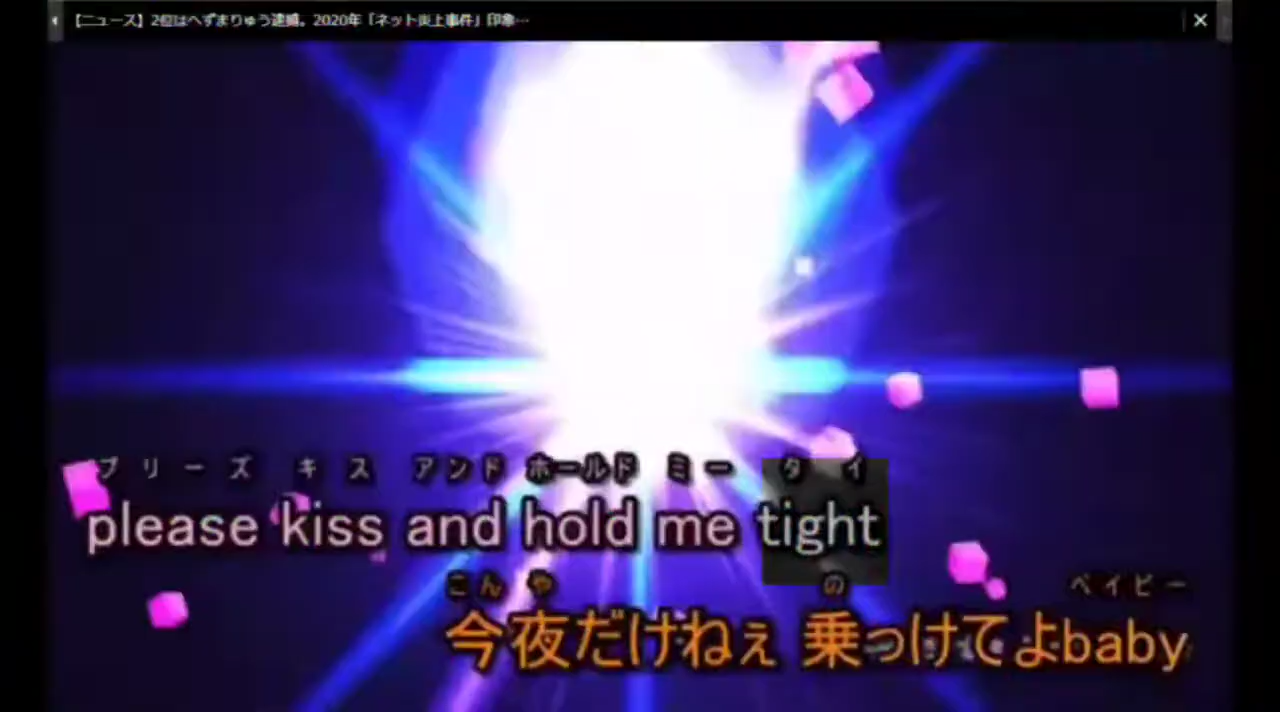 【ニュース】2位はへずまりゅう逮捕。2020年「ネット炎上事件」印象…
プリーズ キス アンド ホールド ミー タイ
please kiss and hold me tight
こんや の ベイビー
今夜だけねぇ 乗っけてよbaby